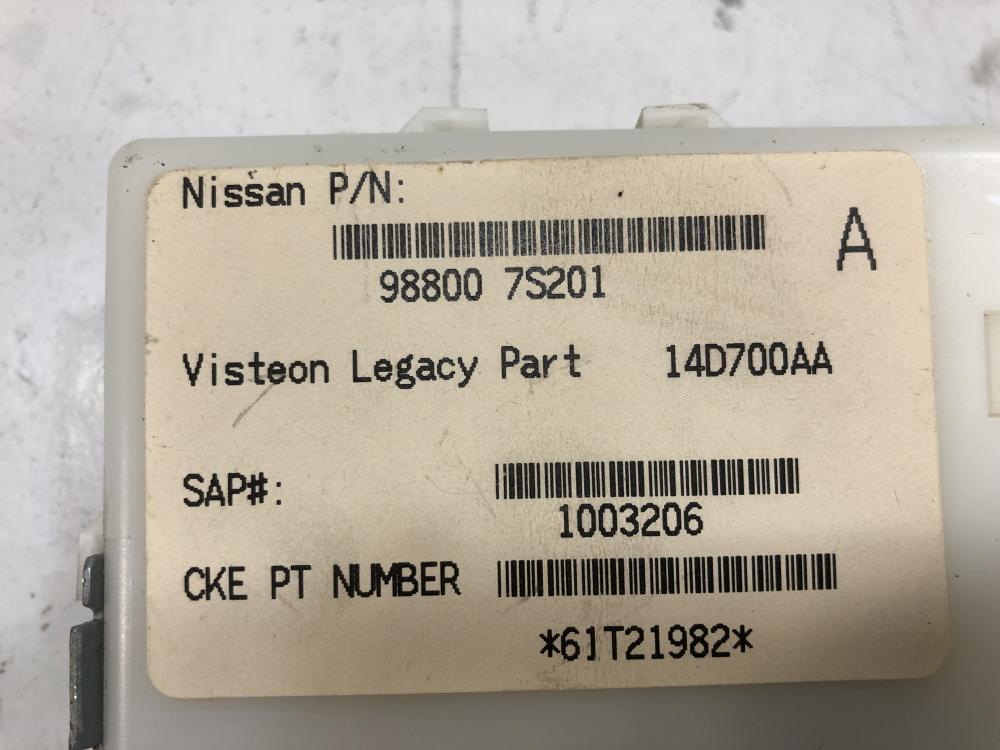 Nissan P/N:
A
98800 7S201
Visteon Legacy Part 14D700AA
SAP#:
1003206
CKE PT NUMBER
*61T21982*